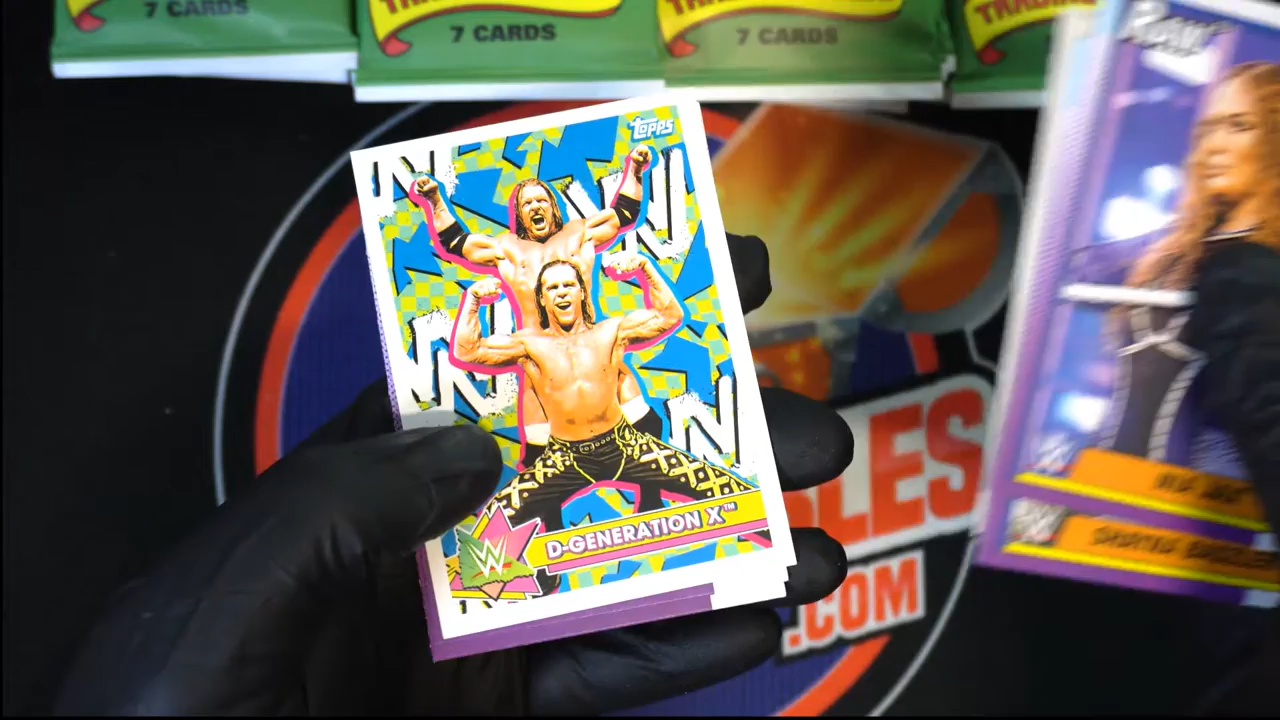 7 CARDS
7 CARDS
7 CARDS
TRADING
RAW
topps
D-GENERATION X™
W
LES
.COM